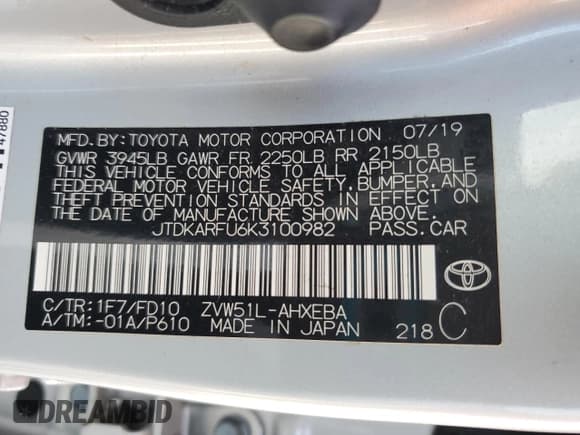 47880
MFD.BY:TOYOTA MOTOR CORPORATION 07/19
GVWR 3945LB GAWR FR 2250LB RR 2150LB
THIS VEHICLE CONFORMS TO ALL APPLICABLE
FEDERAL MOTOR VEHICLE SAFETY,BUMPER,AND
THEFT PREVENTION STANDARDS IN EFFECT ON
THE DATE OF MANUFACTURE SHOWN ABOVE.
JTDKARFU6K3100982 PASS.CAR
C/TR:1F7/FD10 ZVW51L-AHXEBA
A/TM:-01A/P610 MADE IN JAPAN 218 C
DREAMBID